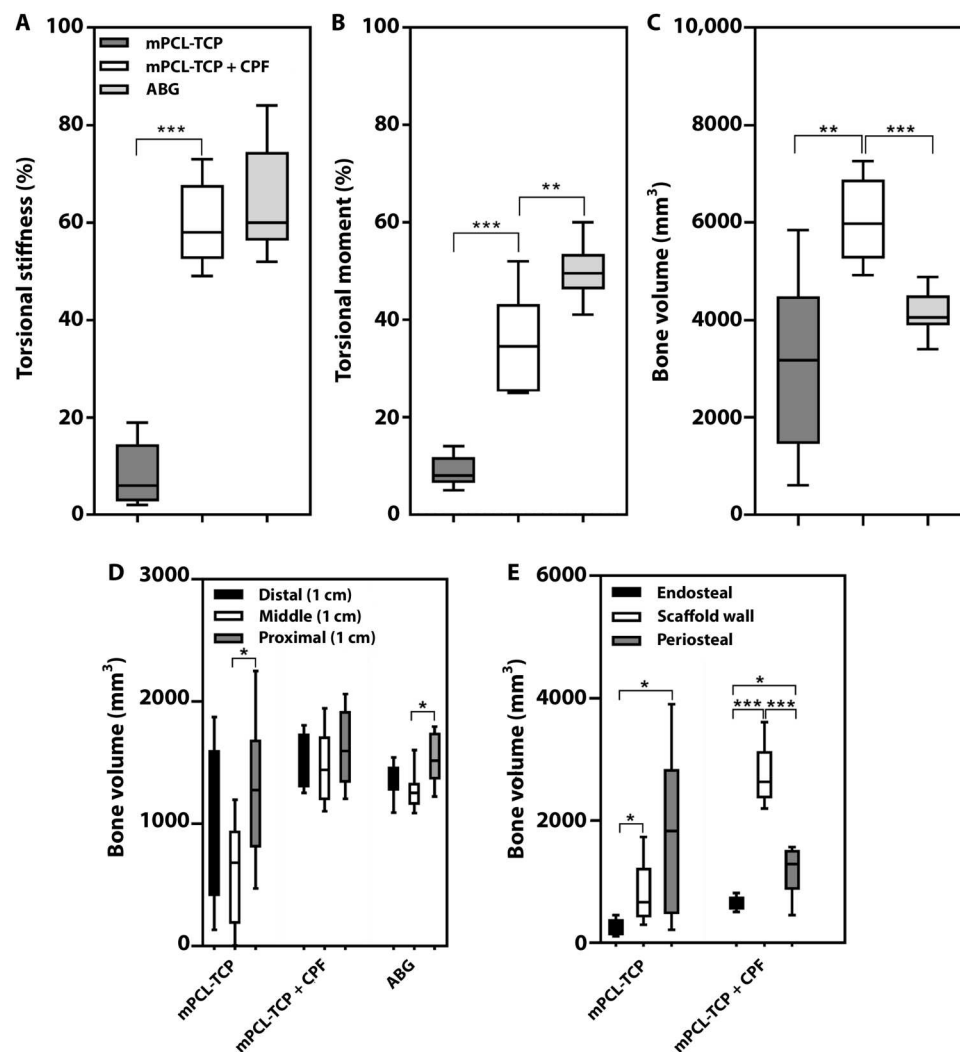 A
Torsional stiffness (%)
100
80
60
40
20
0
mPCL-TCP
mPCL-TCP + CPF
ABG
***
B
Torsional moment (%)
100
80
60
40
20
0
***
**
C
Bone volume (mm³)
10,000
8000
6000
4000
2000
0
**
***
D
Bone volume (mm³)
3000
2000
1000
0
Distal (1 cm)
Middle (1 cm)
Proximal (1 cm)
*
*
mPCL-TCP
mPCL-TCP + CPF
ABG
E
Bone volume (mm³)
6000
4000
2000
0
Endosteal
Scaffold wall
Periosteal
*
*
*
***
***
mPCL-TCP
mPCL-TCP + CPF